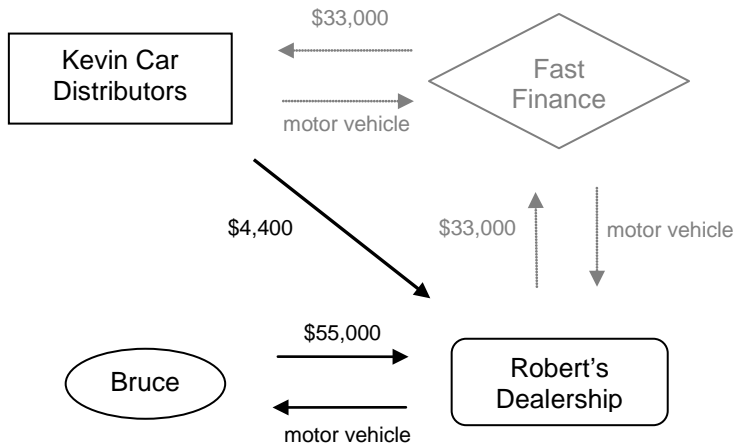 $33,000
Kevin Car
Distributors
Fast
Finance
motor vehicle
$4,400
$33,000
motor vehicle
$55,000
Bruce
Robert's
Dealership
motor vehicle